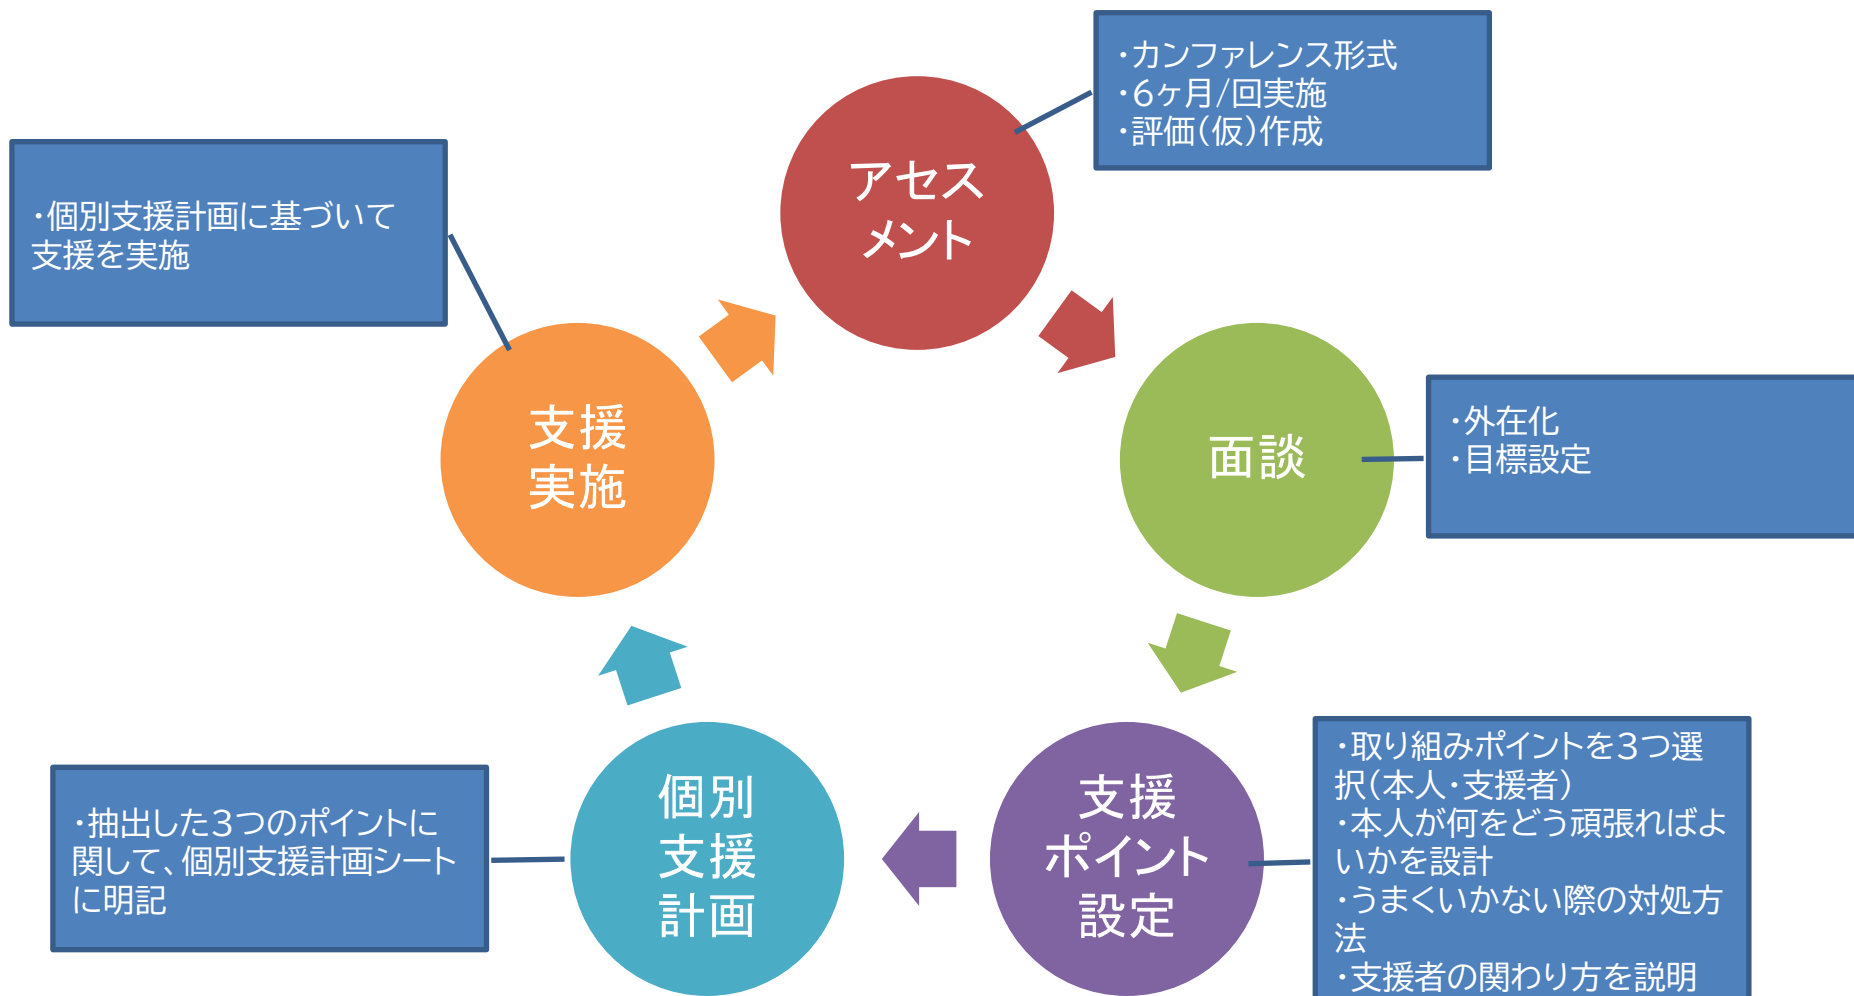 ・カンファレンス形式
・6ヶ月/回実施
・評価(仮)作成
アセス
メント
・個別支援計画に基づいて
支援を実施
支援
実施
面談
・外在化
・目標設定
・取り組みポイントを3つ選
択(本人・支援者)
・本人が何をどう頑張ればよ
いかを設計
・うまくいかない際の対処方
法
・支援者の関わり方を説明
支援
ポイント
設定
個別
支援
計画
・抽出した3つのポイントに
関して、個別支援計画シート
に明記